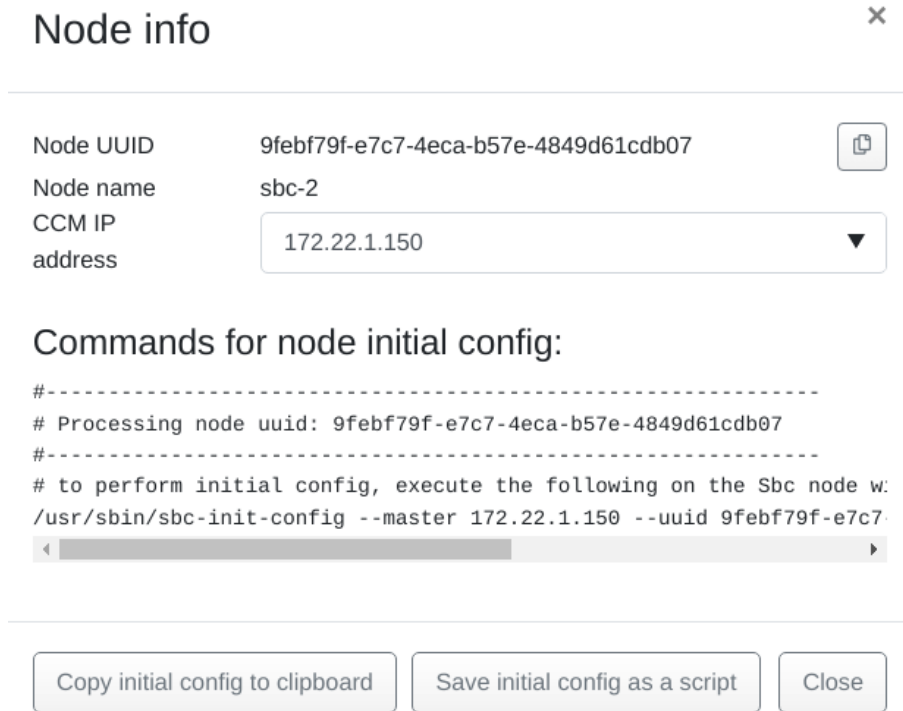 Node info
×
Node UUID 9febf79f-e7c7-4eca-b57e-4849d61cdb07
Node name sbc-2
CCM IP address 172.22.1.150
Commands for node initial config:
#--------------------------------------------------------------
# Processing node uuid: 9febf79f-e7c7-4eca-b57e-4849d61cdb07
#--------------------------------------------------------------
# to perform initial config, execute the following on the Sbc node
/usr/sbin/sbc-init-config --master 172.22.1.150 --uuid 9febf79f-e7c7-
Copy initial config to clipboard Save initial config as a script Close